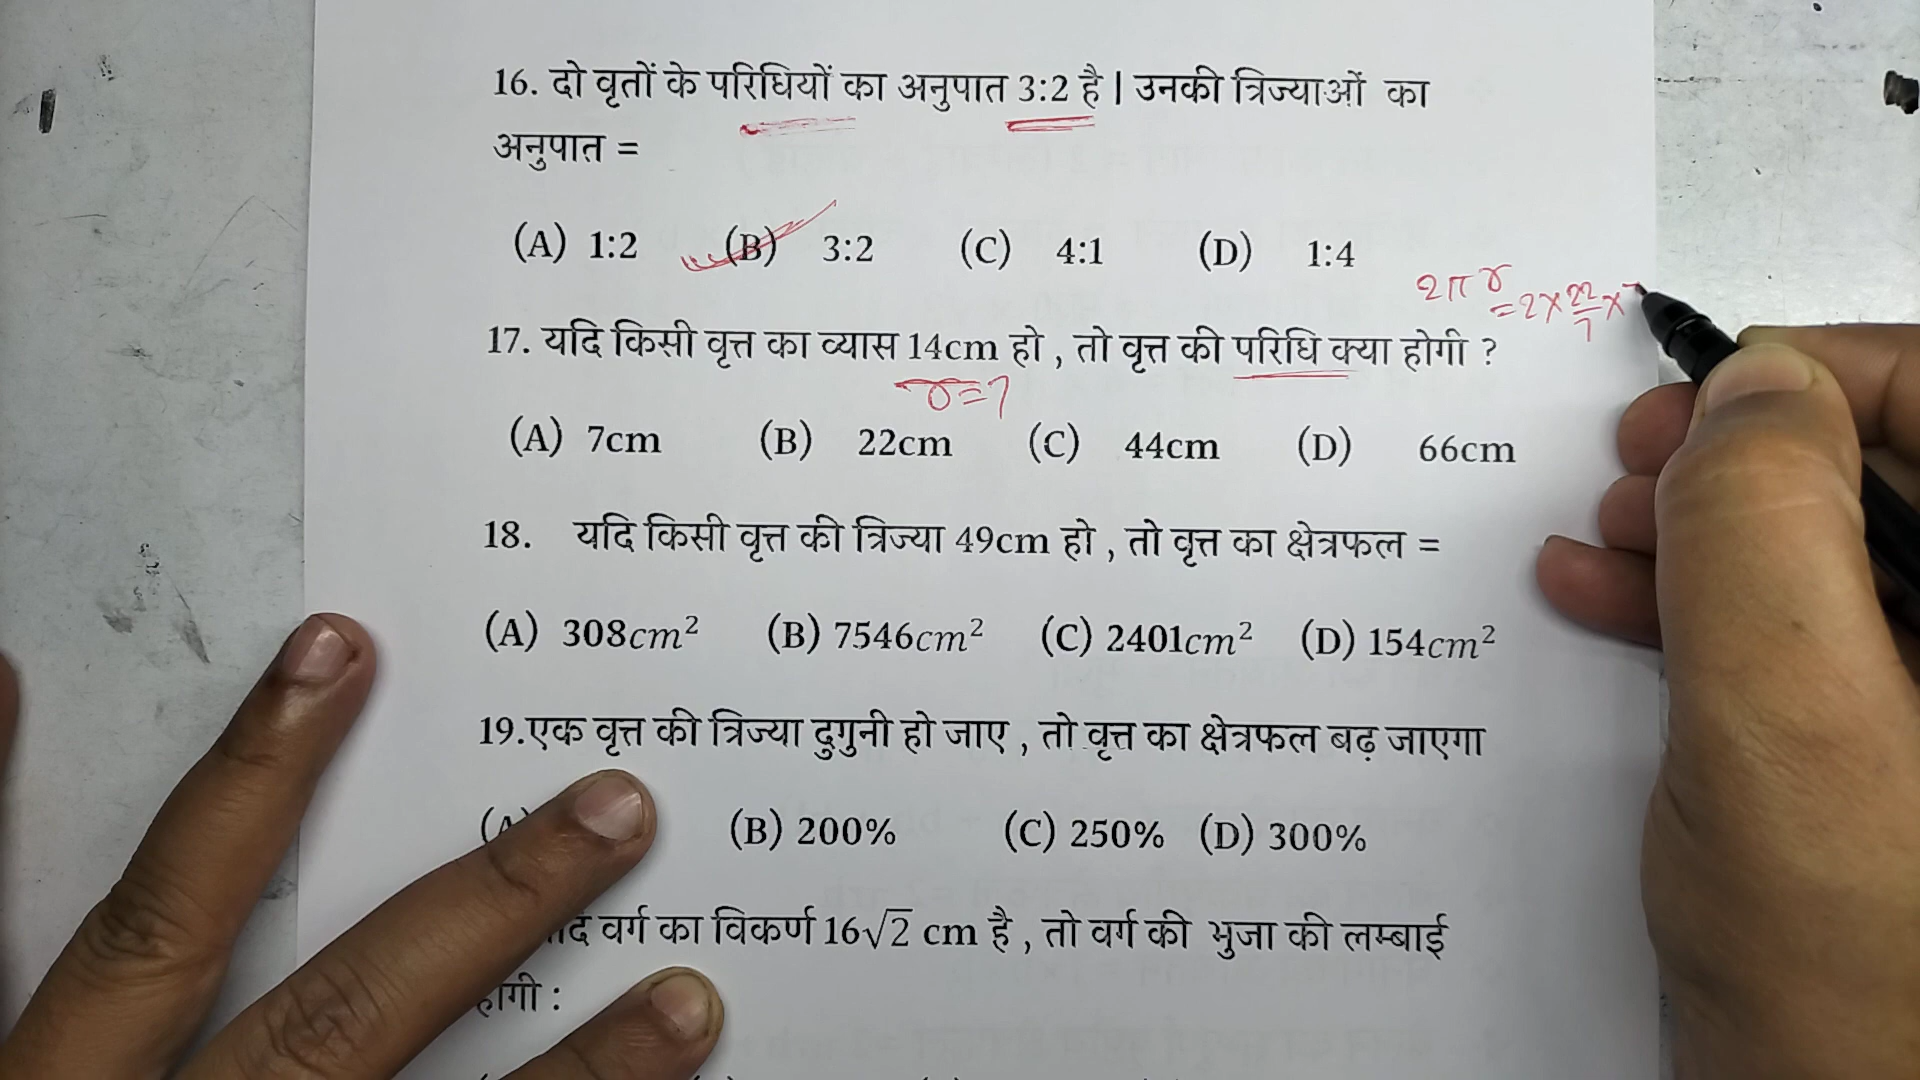 16. दो वृतों के परिधियों का अनुपात 3:2 है | उनकी त्रिज्याओं का
अनुपात =
(A) 1:2 (B) 3:2 (C) 4:1 (D) 1:4
2πr
=2×22/7×
17. यदि किसी वृत्त का व्यास 14cm हो , तो वृत्त की परिधि क्या होगी ?
r=7
(A) 7cm (B) 22cm (C) 44cm (D) 66cm
18. यदि किसी वृत्त की त्रिज्या 49cm हो , तो वृत्त का क्षेत्रफल =
(A) 308cm² (B) 7546cm² (C) 2401cm² (D) 154cm²
19.एक वृत्त की त्रिज्या दुगुनी हो जाए , तो वृत्त का क्षेत्रफल बढ़ जाएगा
(B) 200% (C) 250% (D) 300%
वर्ग का विकर्ण 16√2 cm है , तो वर्ग की भुजा की लम्बाई
होगी :